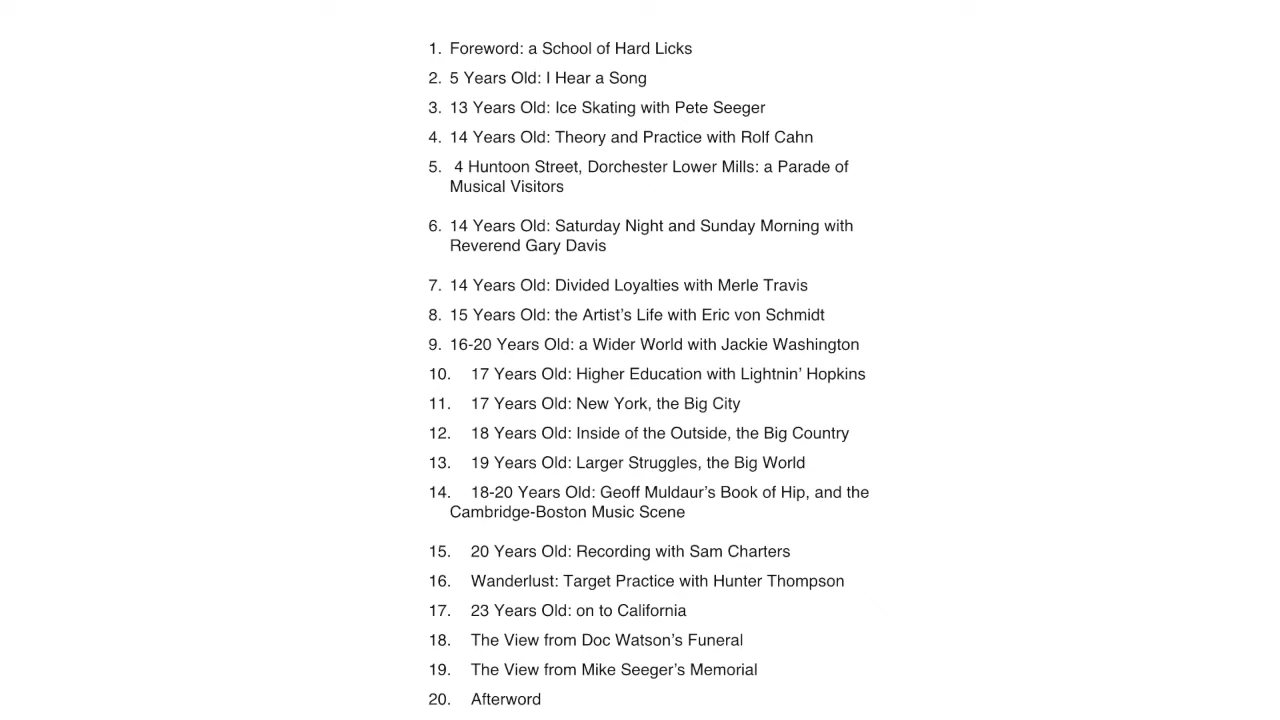 1. Foreword: a School of Hard Licks
2. 5 Years Old: I Hear a Song
3. 13 Years Old: Ice Skating with Pete Seeger
4. 14 Years Old: Theory and Practice with Rolf Cahn
5. 4 Huntoon Street, Dorchester Lower Mills: a Parade of
Musical Visitors
6. 14 Years Old: Saturday Night and Sunday Morning with
Reverend Gary Davis
7. 14 Years Old: Divided Loyalties with Merle Travis
8. 15 Years Old: the Artist’s Life with Eric von Schmidt
9. 16-20 Years Old: a Wider World with Jackie Washington
10. 17 Years Old: Higher Education with Lightnin’ Hopkins
11. 17 Years Old: New York, the Big City
12. 18 Years Old: Inside of the Outside, the Big Country
13. 19 Years Old: Larger Struggles, the Big World
14. 18-20 Years Old: Geoff Muldaur’s Book of Hip, and the
Cambridge-Boston Music Scene
15. 20 Years Old: Recording with Sam Charters
16. Wanderlust: Target Practice with Hunter Thompson
17. 23 Years Old: on to California
18. The View from Doc Watson’s Funeral
19. The View from Mike Seeger’s Memorial
20. Afterword